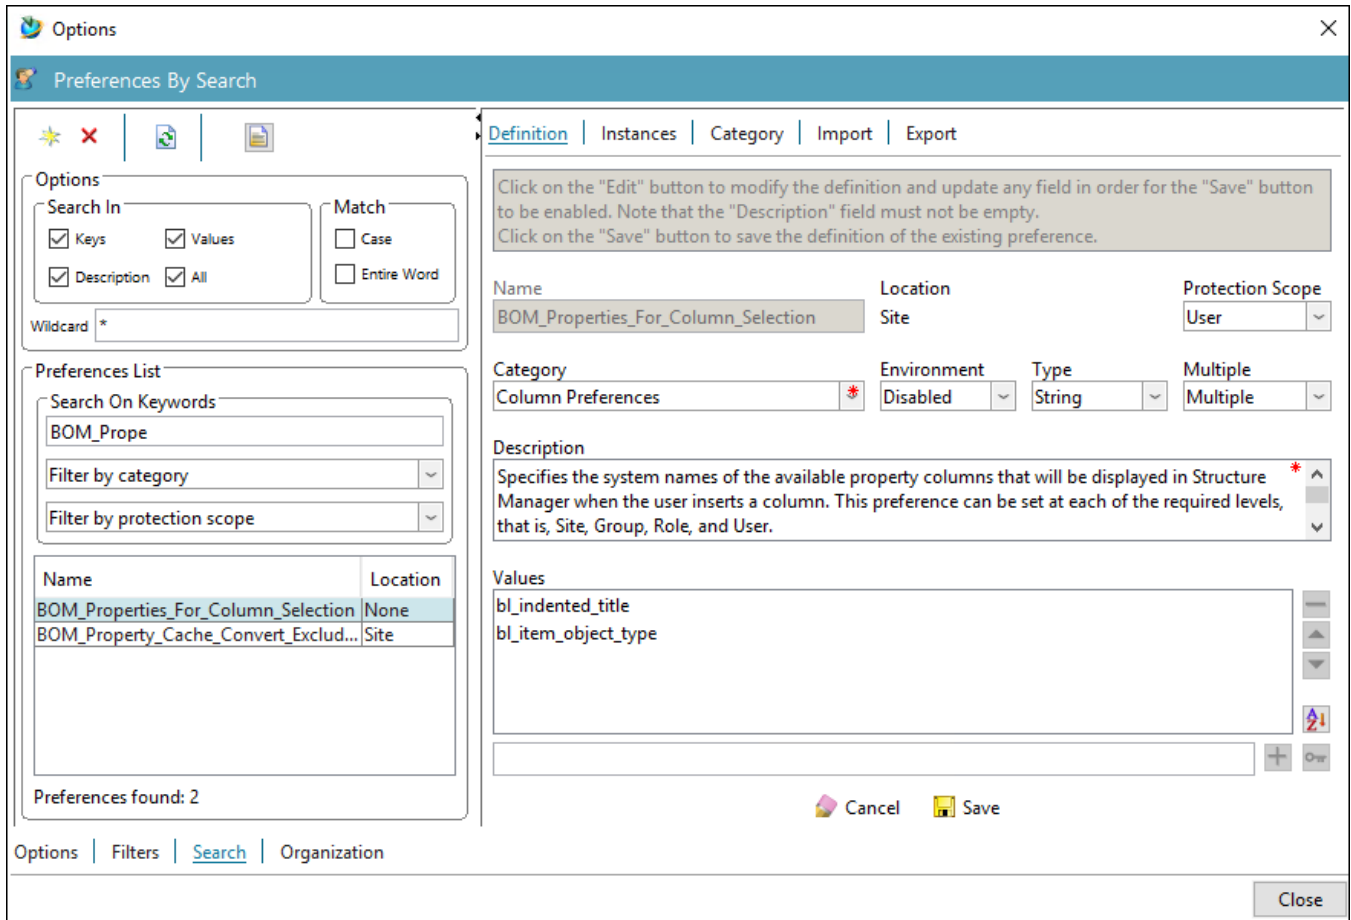 Options
Preferences By Search
Options
Search In
Keys
Values
Description
All
Match
Case
Entire Word
Wildcard *
Preferences List
Search On Keywords
BOM_Prope
Filter by category
Filter by protection scope
Name Location
BOM_Properties_For_Column_Selection None
BOM_Property_Cache_Convert_Exclud... Site
Preferences found: 2
Definition Instances Category Import Export
Click on the "Edit" button to modify the definition and update any field in order for the "Save" button
to be enabled. Note that the "Description" field must not be empty.
Click on the "Save" button to save the definition of the existing preference.
Name
BOM_Properties_For_Column_Selection
Location
Site
Protection Scope
User
Category
Column Preferences
Environment
Disabled
Type
String
Multiple
Multiple
Description
Specifies the system names of the available property columns that will be displayed in Structure
Manager when the user inserts a column. This preference can be set at each of the required levels,
that is, Site, Group, Role, and User.
Values
bl_indented_title
bl_item_object_type
Cancel Save
Options Filters Search Organization
Close